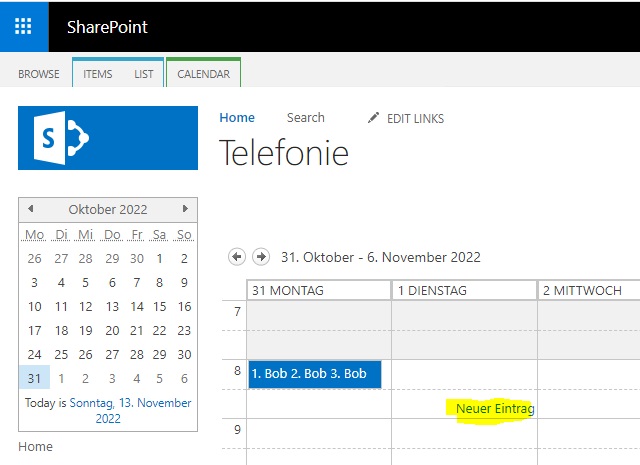 SharePoint
BROWSE ITEMS LIST CALENDAR
S
Home Search EDIT LINKS
Telefonie
Oktober 2022
Mo Di Mi Do Fr Sa So
26 27 28 29 30 1 2
3 4 5 6 7 8 9
10 11 12 13 14 15 16
17 18 19 20 21 22 23
24 25 26 27 28 29 30
31 1 2 3 4 5 6
Today is Sonntag, 13. November
2022
Home
31. Oktober - 6. November 2022
31 MONTAG 1 DIENSTAG 2 MITTWOCH
7
8 1. Bob 2. Bob 3. Bob
Neuer Eintrag
9